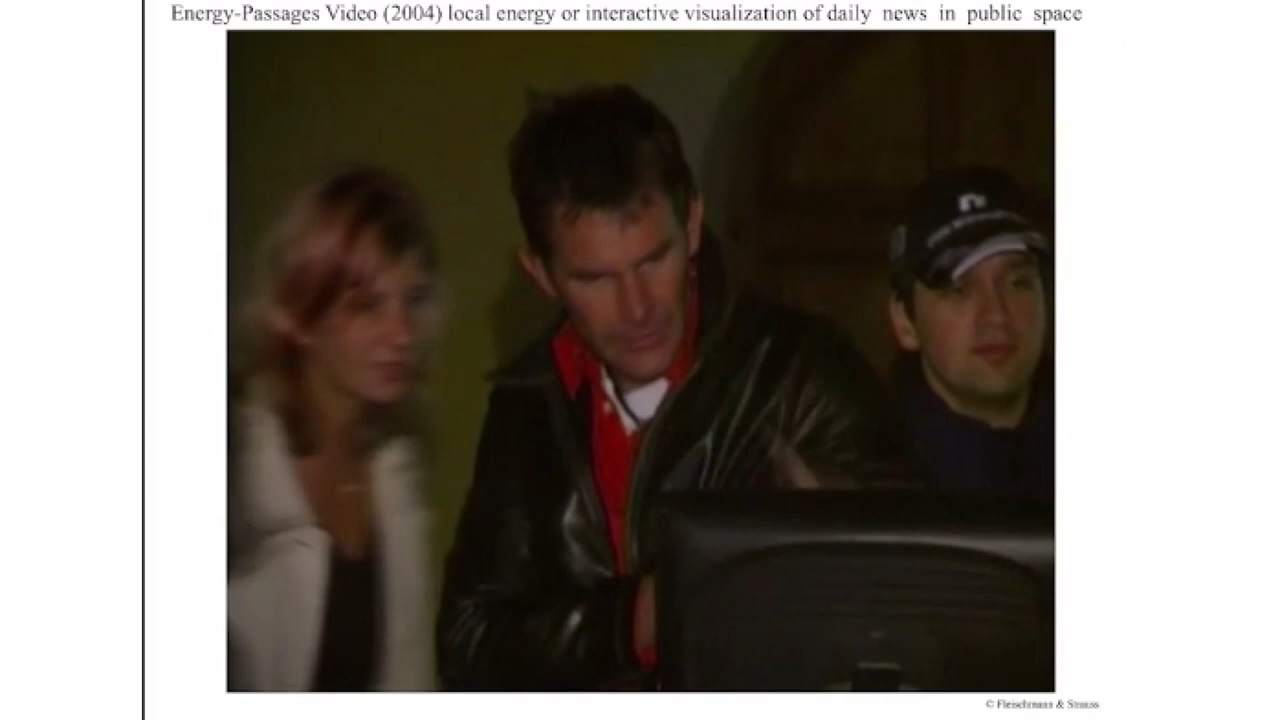 Energy-Passages Video (2004) local energy or interactive visualization of daily news in public space
© Fleischmann & Strauss